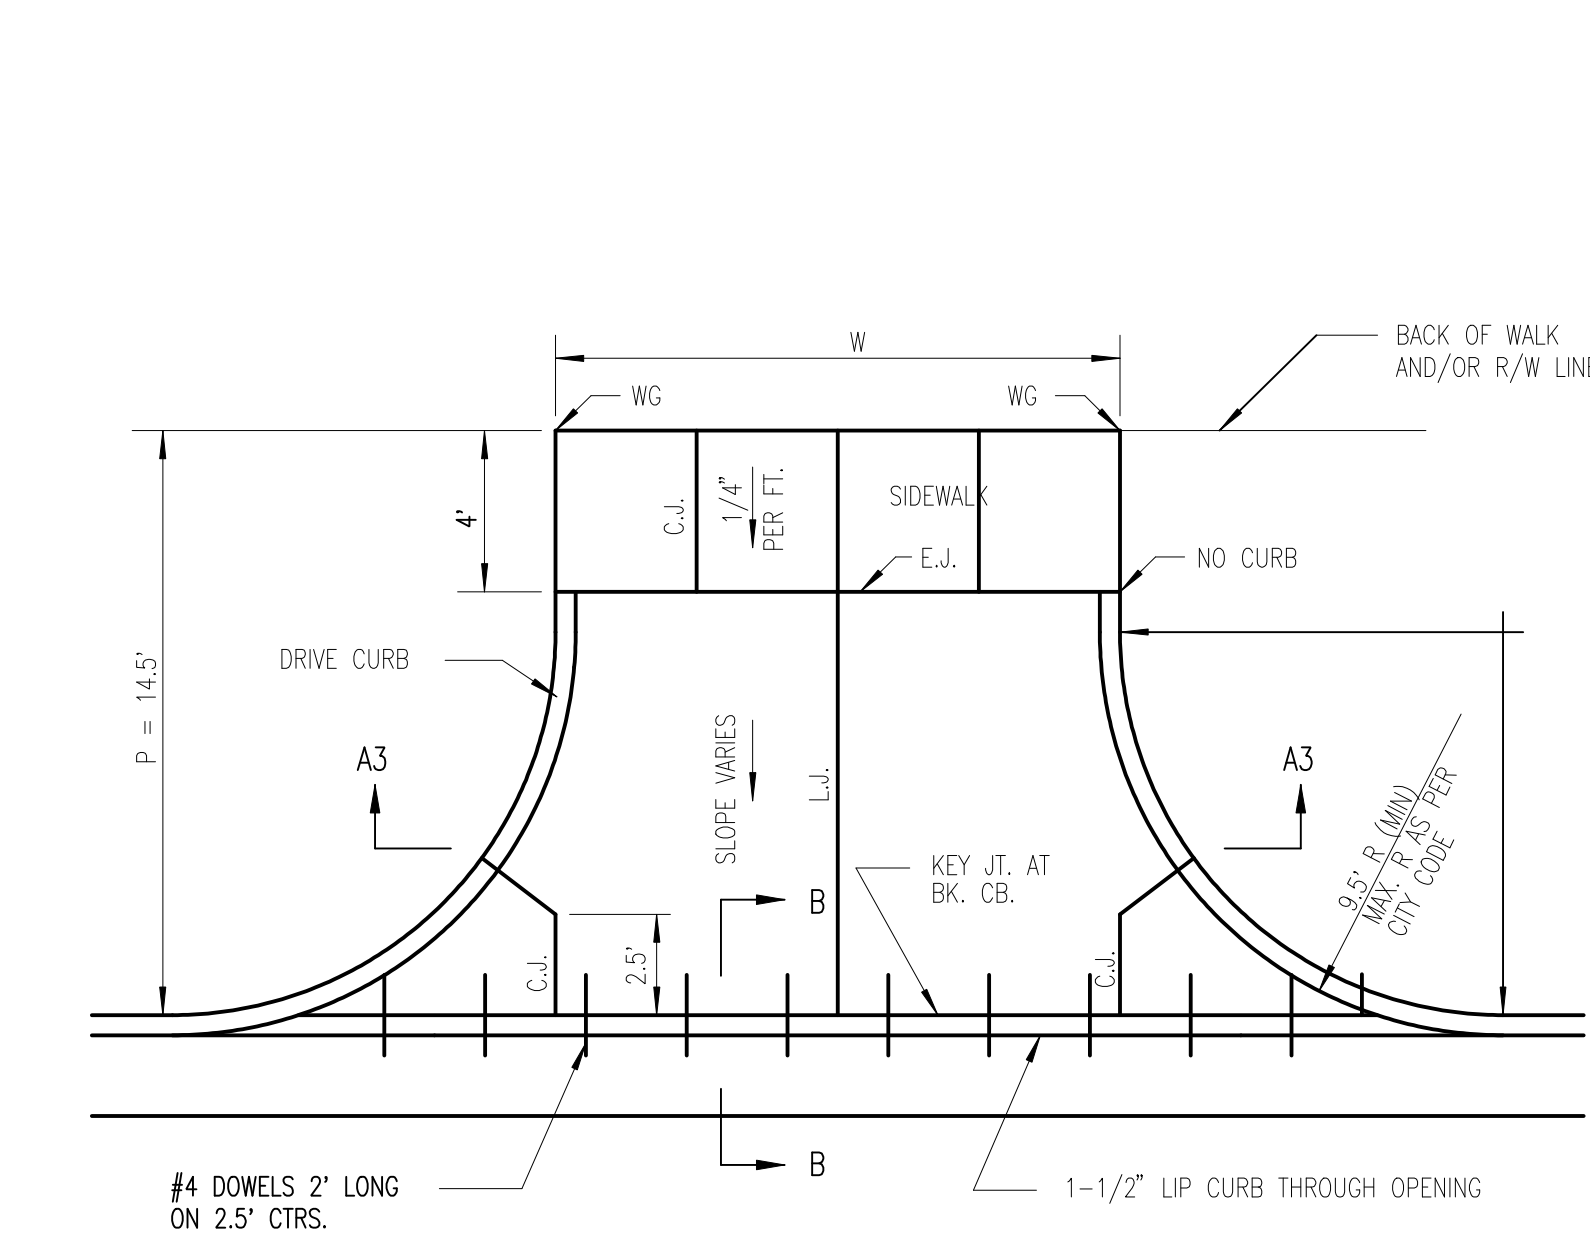 W
BACK OF WALK
AND/OR R/W LINE
WG
WG
4'
C.J.
1/4"
PER FT.
SIDEWALK
E.J.
NO CURB
DRIVE CURB
P = 14.5'
A3
A3
SLOPE VARIES
L.J.
9.5' R (MIN)
MAX. R AS PER
CITY CODE
KEY JT. AT
BK. CB.
B
2.5'
C.J.
C.J.
B
#4 DOWELS 2' LONG
ON 2.5' CTRS.
1-1/2" LIP CURB THROUGH OPENING